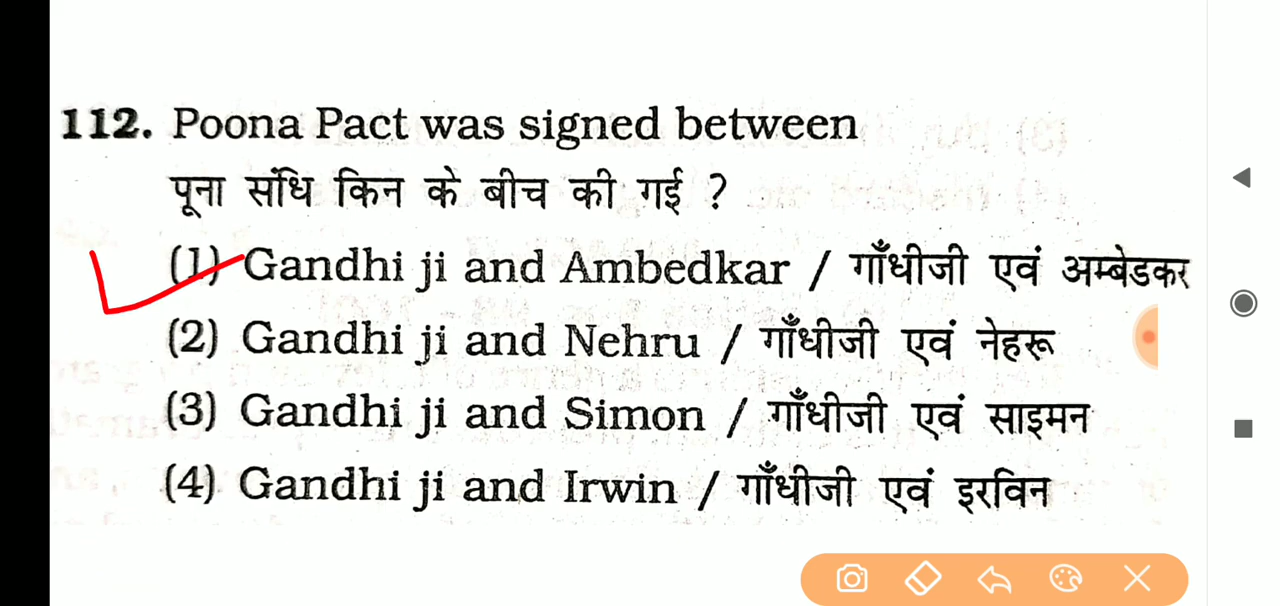 112. Poona Pact was signed between
पूना संधि किन के बीच की गई ?
(1) Gandhi ji and Ambedkar / गाँधीजी एवं अम्बेडकर
(2) Gandhi ji and Nehru / गाँधीजी एवं नेहरू
(3) Gandhi ji and Simon / गाँधीजी एवं साइमन
(4) Gandhi ji and Irwin / गाँधीजी एवं इरविन